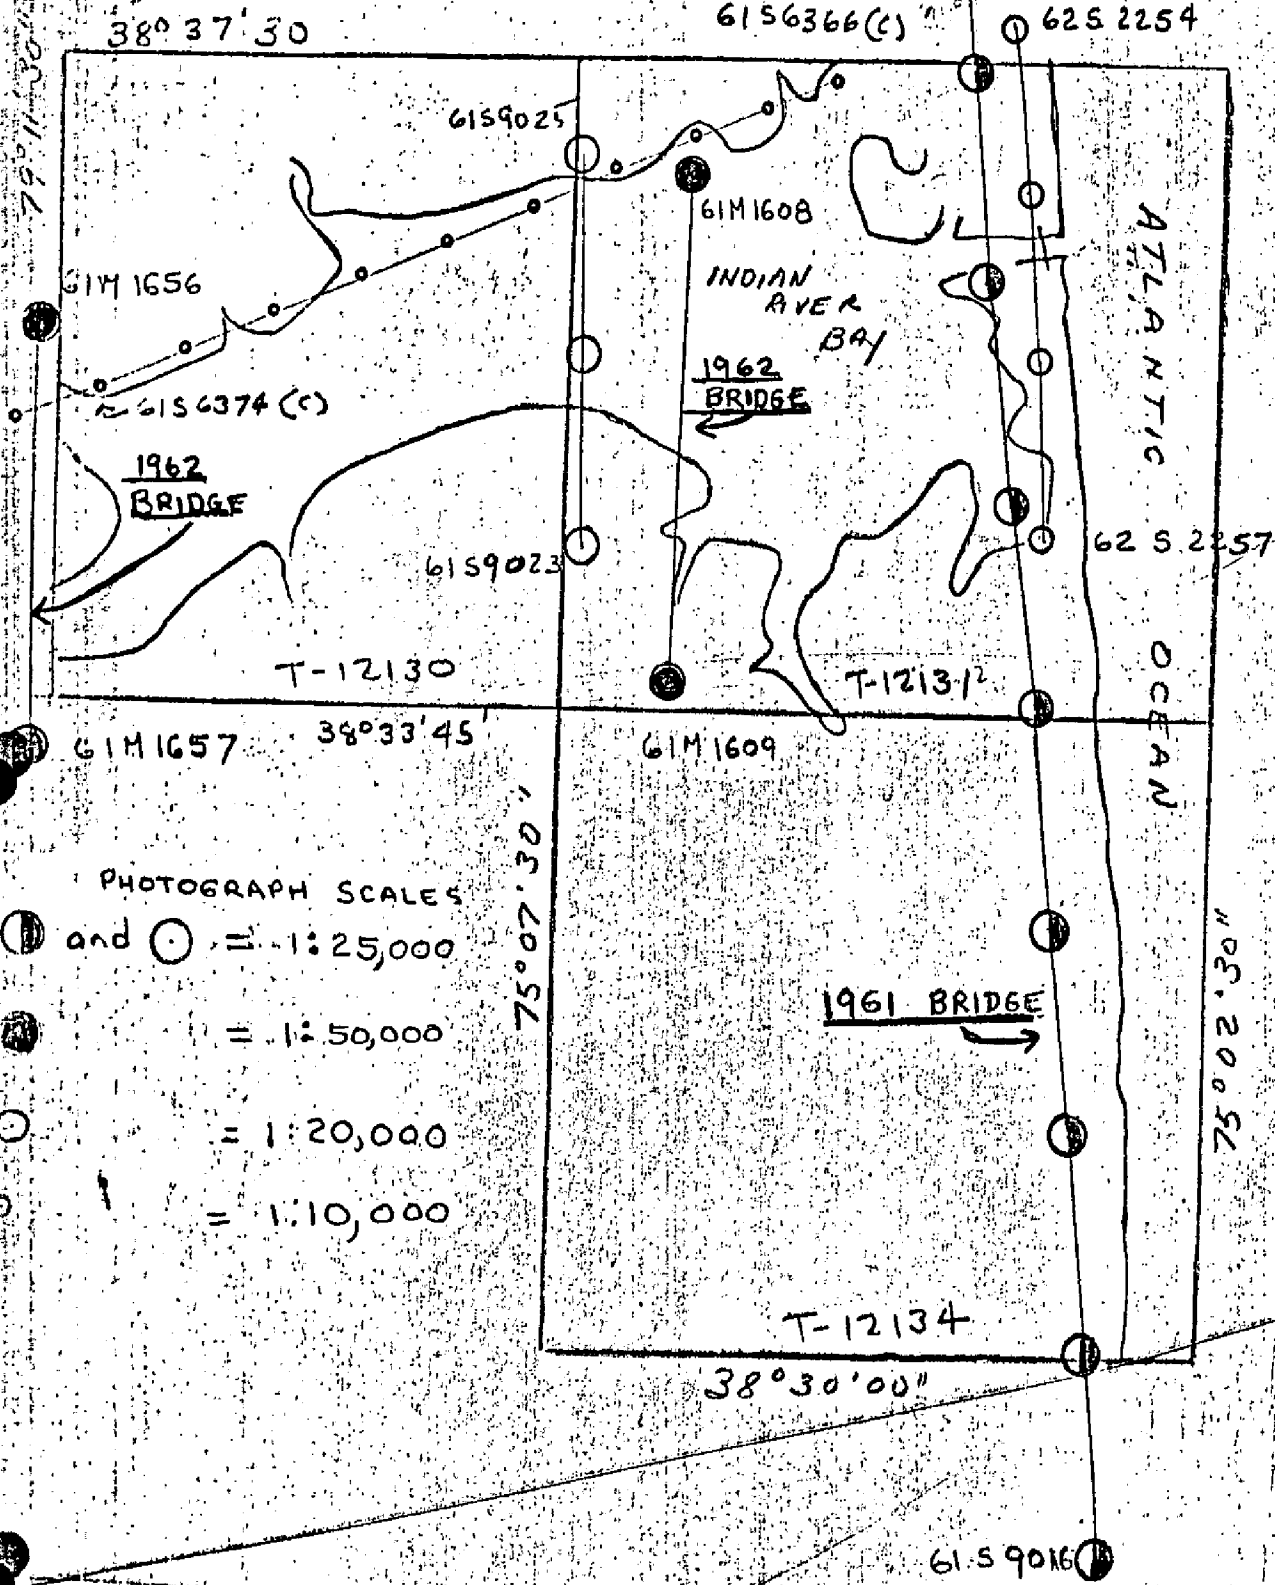 38° 37' 30
61S6366(C)
62S 2254
61S9025
61M1608
61M 1656
INDIAN
RIVER
BAY
ATLANTIC
OCEAN
1962
BRIDGE
61S6374(C)
1962
BRIDGE
61S9023
62 S 2257
T-12130
T-12131
61M1657
38°33'45"
61M1609
75°07'30"
PHOTOGRAPH SCALES
and = 1:25,000
= 1:50,000
= 1:20,000
= 1:10,000
1961 BRIDGE
75°02'30"
T-12134
38°30'00"
61 S 9016